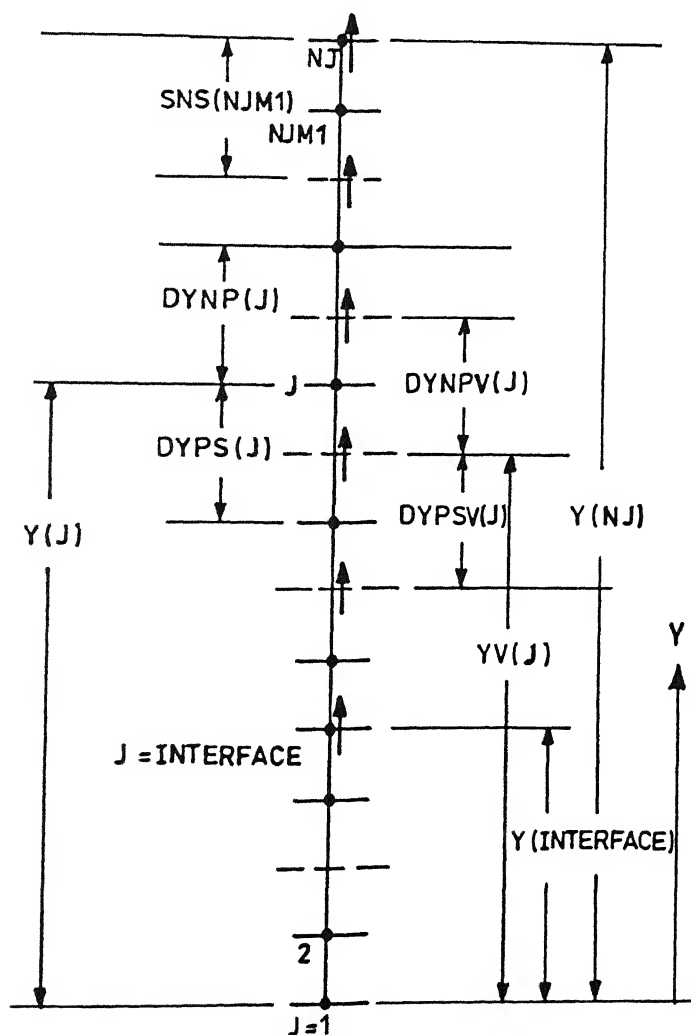 NJ
SNS(NJM1)
NJM1
DYNP(J)
J
DYNPV(J)
DYPS(J)
DYPSV(J)
Y(NJ)
Y(J)
Y
YV(J)
J = INTERFACE
Y(INTERFACE)
2
J=1